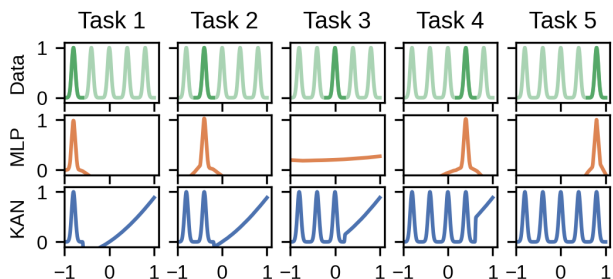 Task 1 Task 2 Task 3 Task 4 Task 5
Data 1 0
MLP 1 0
KAN 1 0
−1 0 1 −1 0 1 −1 0 1 −1 0 1 −1 0 1